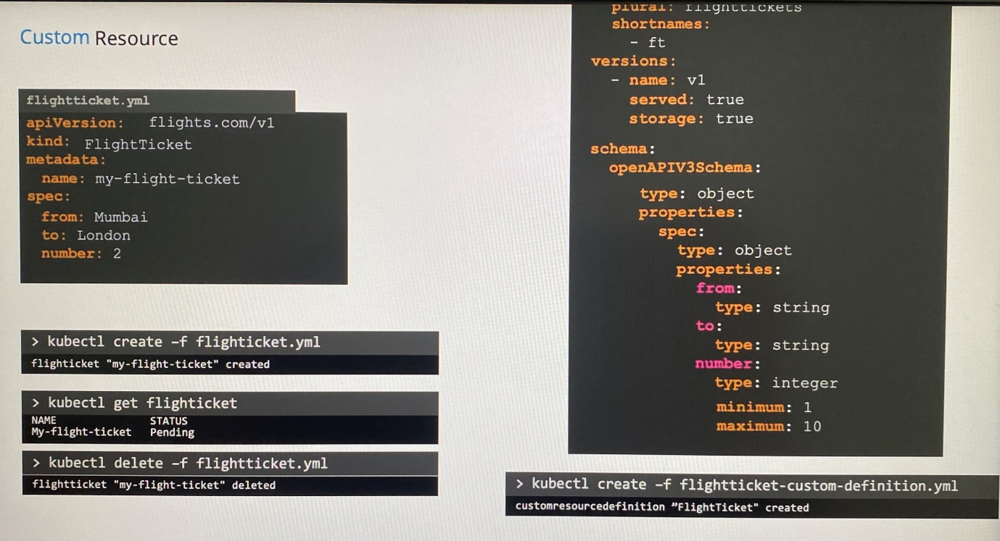 Custom Resource
flightticket.yml
apiVersion: flights.com/v1
kind: FlightTicket
metadata:
name: my-flight-ticket
spec:
from: Mumbai
to: London
number: 2
> kubectl create -f flighticket.yml
flighticket "my-flight-ticket" created
> kubectl get flighticket
NAME STATUS
My-flight-ticket Pending
> kubectl delete -f flightticket.yml
flightticket "my-flight-ticket" deleted
plural: flighttickets
shortnames:
- ft
versions:
- name: v1
served: true
storage: true
schema:
openAPIV3Schema:
type: object
properties:
spec:
type: object
properties:
from:
type: string
to:
type: string
number:
type: integer
minimum: 1
maximum: 10
> kubectl create -f flightticket-custom-definition.yml
customresourcedefinition ”FlightTicket" created